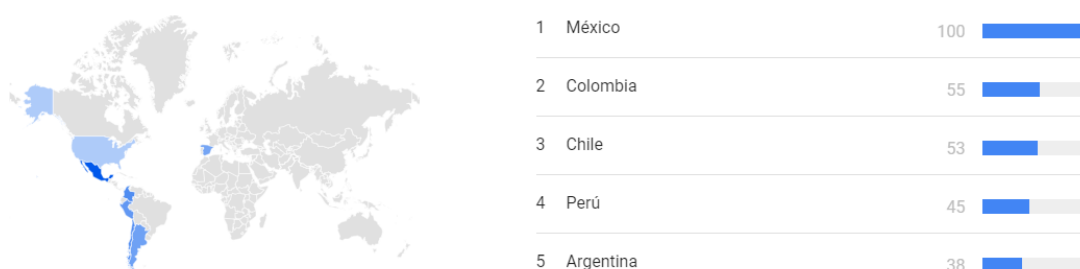 1 México 100
2 Colombia 55
3 Chile 53
4 Perú 45
5 Argentina 38